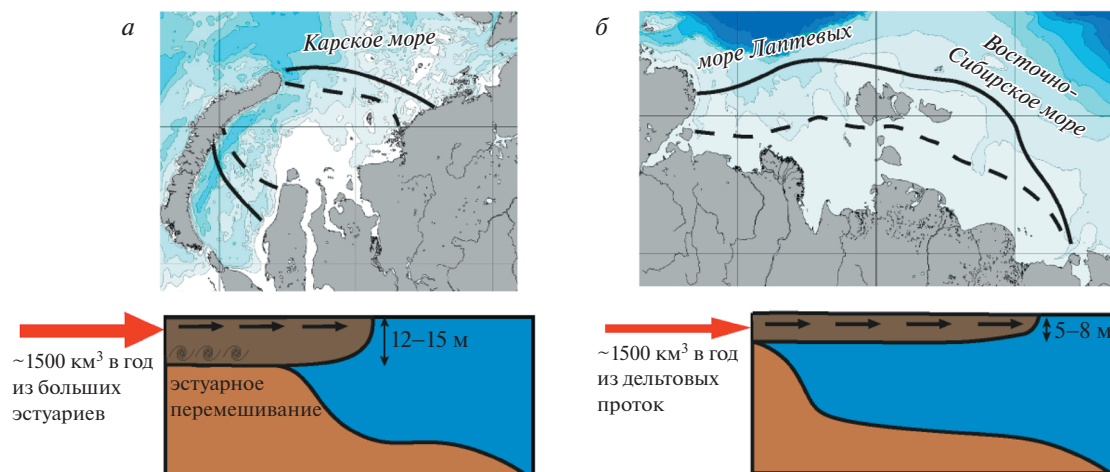 а
Карское море
б
море Лаптевых
Восточно-
Сибирское море
~1500 км³ в год
из больших
эстуариев
12–15 м
эстуарное
перемешивание
~1500 км³ в год
из дельтовых
проток
5–8 м